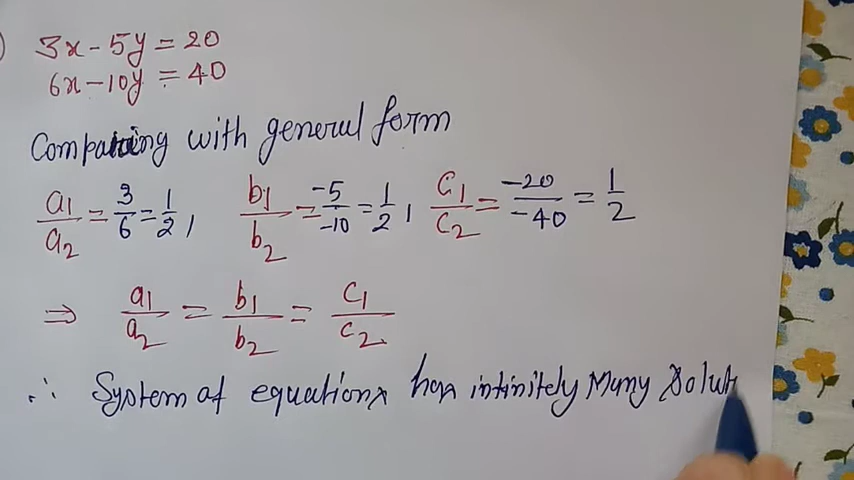 ) 3x - 5y = 20
6x - 10y = 40
Comparing with general form
a₁/a₂ = 3/6 = 1/2, b₁/b₂ = -5/-10 = 1/2, c₁/c₂ = -20/-40 = 1/2
⇒ a₁/a₂ = b₁/b₂ = c₁/c₂.
∴ System of equations has infinitely Many Solut